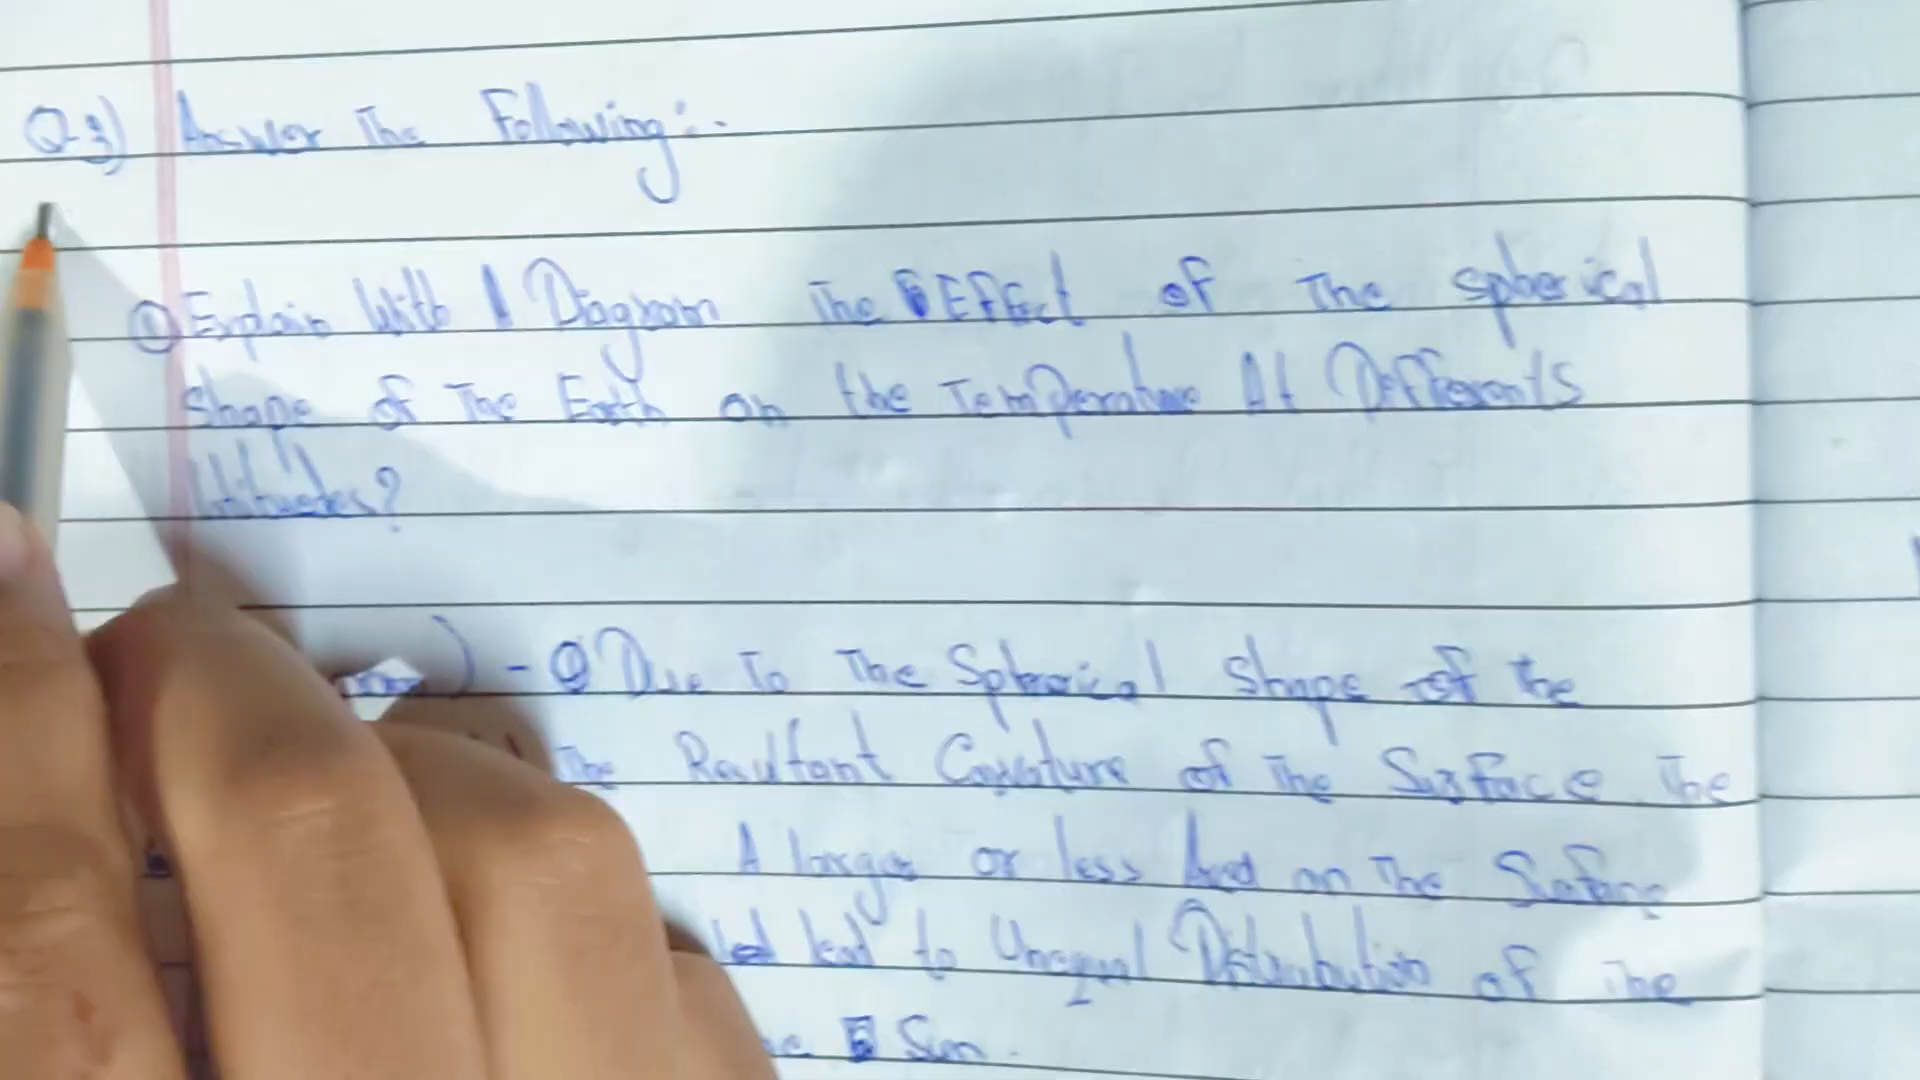 Q-3) Answer The Following:-
① Explain With A Diagram The Effect of The spherical
shape of The Earth on the Temperature At Differents
latitudes?
- ① Due To The Spherical shape of the
The Raultant Curvature of The Surface The
A larger or less Area on The Surface
lead to Unequal Distrubution of The
Sun.